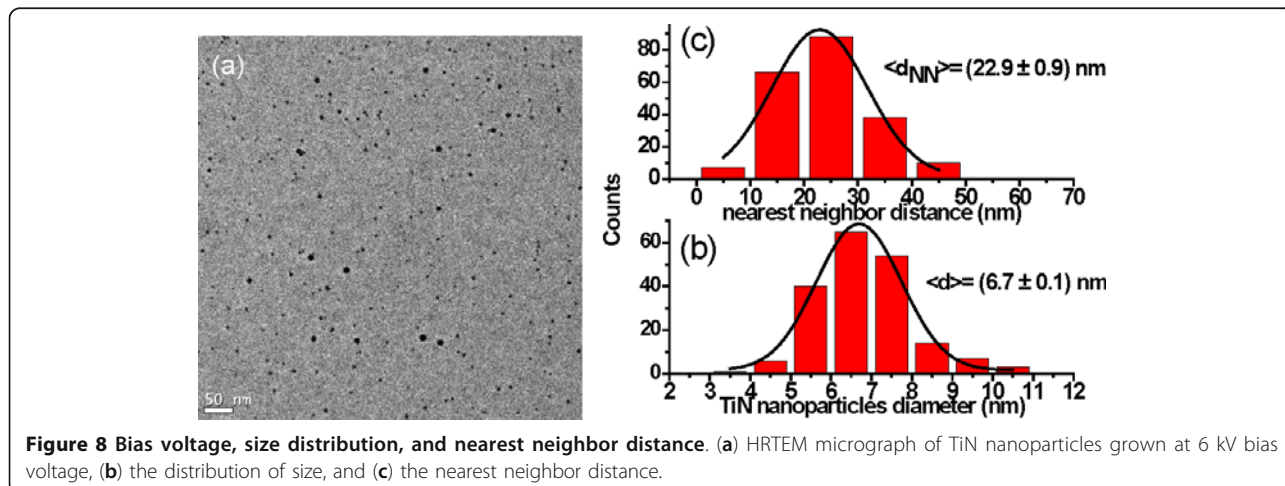 (a)
50 nm
(c)
<dNN>= (22.9 ± 0.9) nm
80
60
40
20
0
0 10 20 30 40 50 60 70
nearest neighbor distance (nm)
Counts
(b)
<d>= (6.7 ± 0.1) nm
60
40
20
0
2 3 4 5 6 7 8 9 10 11 12
TiN nanoparticles diameter (nm)
Figure 8 Bias voltage, size distribution, and nearest neighbor distance. (a) HRTEM micrograph of TiN nanoparticles grown at 6 kV bias
voltage, (b) the distribution of size, and (c) the nearest neighbor distance.